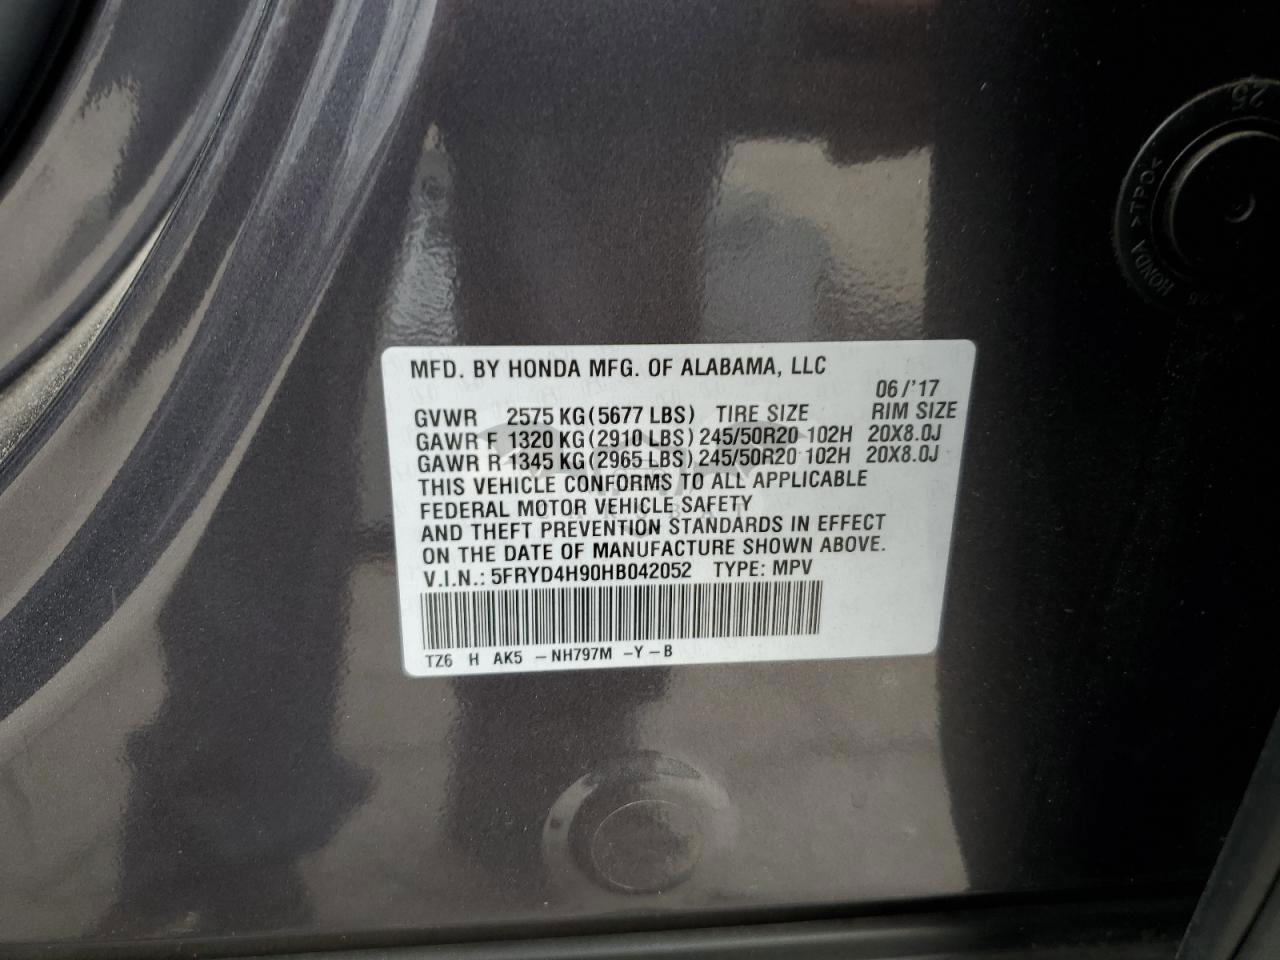 MFD. BY HONDA MFG. OF ALABAMA, LLC
06/'17
GVWR 2575 KG(5677 LBS) TIRE SIZE RIM SIZE
GAWR F 1320 KG(2910 LBS) 245/50R20 102H 20X8.0J
GAWR R 1345 KG(2965 LBS) 245/50R20 102H 20X8.0J
THIS VEHICLE CONFORMS TO ALL APPLICABLE
FEDERAL MOTOR VEHICLE SAFETY
AND THEFT PREVENTION STANDARDS IN EFFECT
ON THE DATE OF MANUFACTURE SHOWN ABOVE.
V.I.N.: 5FRYD4H90HB042052 TYPE: MPV
TZ6 H AK5 -NH797M -Y-B
HONDA >TPO<
25